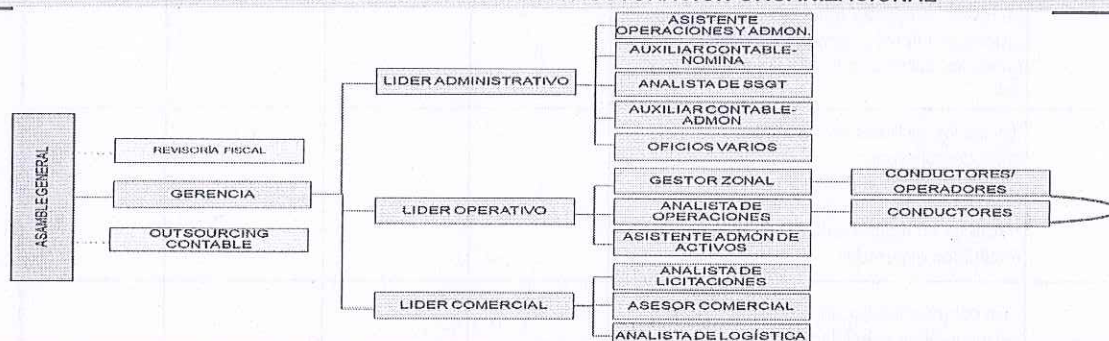 ORGANIZACIONAL
ASAMBLE GENERAL
REVISORÍA FISCAL
GERENCIA
OUTSOURCING
CONTABLE
LIDER ADMINISTRATIVO
LIDER OPERATIVO
LIDER COMERCIAL
ASISTENTE
OPERACIONES Y ADMON.
AUXILIAR CONTABLE-
NOMINA
ANALISTA DE SSGT
AUXILIAR CONTABLE-
ADMON
OFICIOS VARIOS
GESTOR ZONAL
ANALISTA DE
OPERACIONES
ASISTENTE ADMÓN DE
ACTIVOS
ANALISTA DE
LICITACIONES
ASESOR COMERCIAL
ANALISTA DE LOGÍSTICA
CONDUCTORES/
OPERADORES
CONDUCTORES